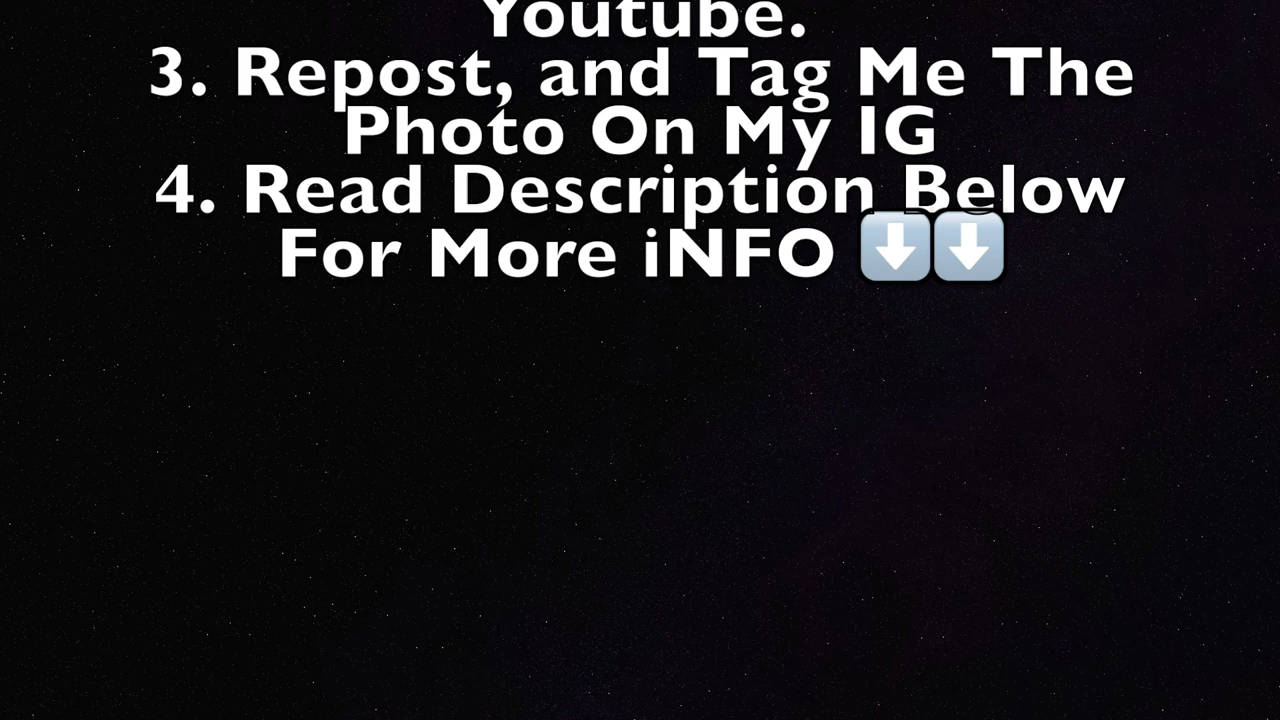 Youtube.
3. Repost, and Tag Me The
Photo On My IG
4. Read Description Below
For More iNFO ⬇️⬇️